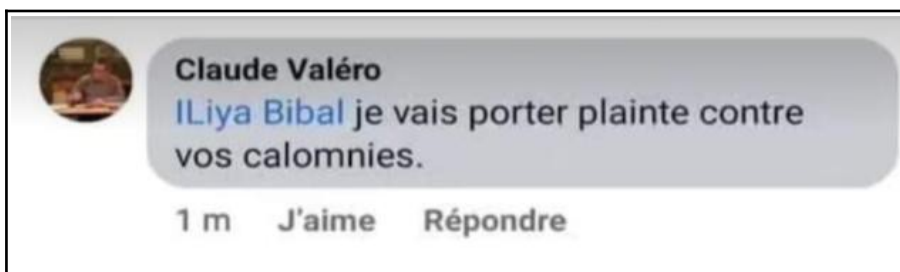 Claude Valéro
ILiya Bibal je vais porter plainte contre
vos calomnies.
1 m J'aime Répondre